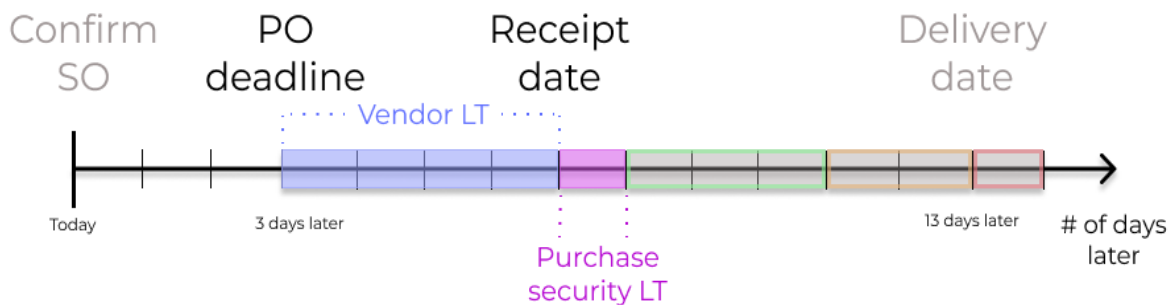 Confirm
SO
PO
deadline
Receipt
date
Delivery
date
Vendor LT
Today
3 days later
13 days later
# of days
later
Purchase
security LT